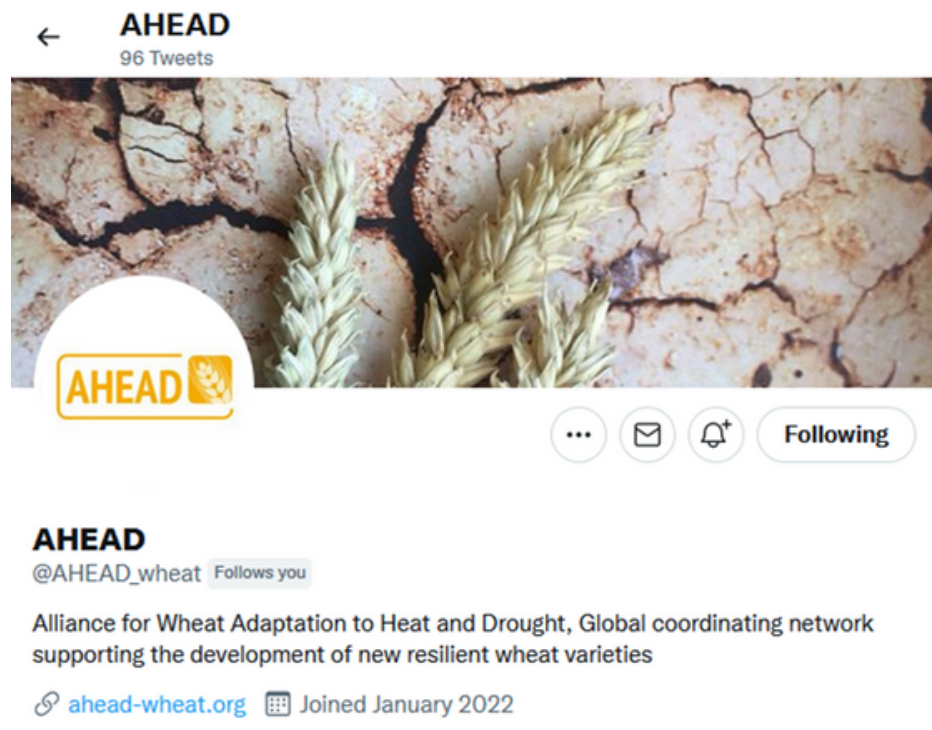 AHEAD
96 Tweets
AHEAD
Following
AHEAD
@AHEAD_wheat Follows you
Alliance for Wheat Adaptation to Heat and Drought, Global coordinating network
supporting the development of new resilient wheat varieties
ahead-wheat.org Joined January 2022